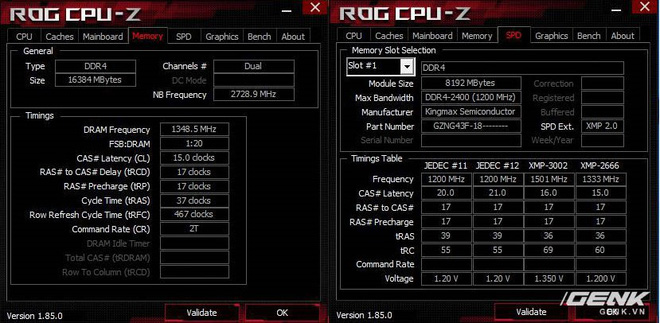 ROG CPU-Z
CPU Caches Mainboard Memory SPD Graphics Bench About
General
Type DDR4 Channels # Dual
Size 16384 MBytes DC Mode
NB Frequency 2728.9 MHz
Timings
DRAM Frequency 1348.5 MHz
FSB:DRAM 1:20
CAS# Latency (CL) 15.0 clocks
RAS# to CAS# Delay (tRCD) 17 clocks
RAS# Precharge (tRP) 17 clocks
Cycle Time (tRAS) 37 clocks
Row Refresh Cycle Time (tRFC) 467 clocks
Command Rate (CR) 2T
DRAM Idle Timer
Total CAS# (tRDRAM)
Row To Column (tRCD)
Version 1.85.0 Validate OK
ROG CPU-Z
CPU Caches Mainboard Memory SPD Graphics Bench About
Memory Slot Selection
Slot #1 DDR4
Module Size 8192 MBytes Correction
Max Bandwidth DDR4-2400 (1200 MHz) Registered
Manufacturer Kingmax Semiconductor Buffered
Part Number GZNG43F-18-------- SPD Ext. XMP 2.0
Serial Number Week/Year
Timings Table
JEDEC #11 JEDEC #12 XMP-3002 XMP-2666
Frequency 1200 MHz 1200 MHz 1501 MHz 1333 MHz
CAS# Latency 20.0 21.0 16.0 15.0
RAS# to CAS# 17 17 17 17
RAS# Precharge 17 17 17 17
tRAS 39 39 36 36
tRC 55 55 69 60
Command Rate
Voltage 1.20 V 1.20 V 1.350 V 1.200 V
Version 1.85.0 Validate OK
GENK
GENK.VN